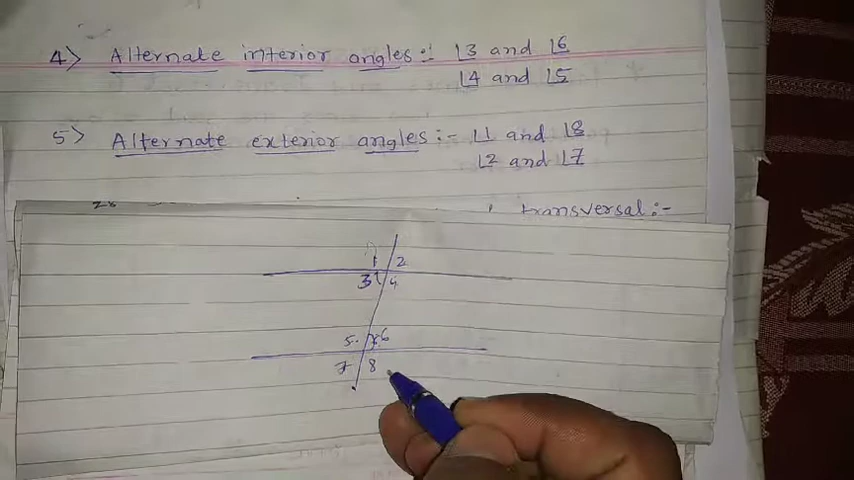 4> Alternate interior angles :- ∠3 and ∠6
∠4 and ∠5
5> Alternate exterior angles :- ∠1 and ∠8
∠2 and ∠7
transversal :-
1 2
3 4
5 6
7 8